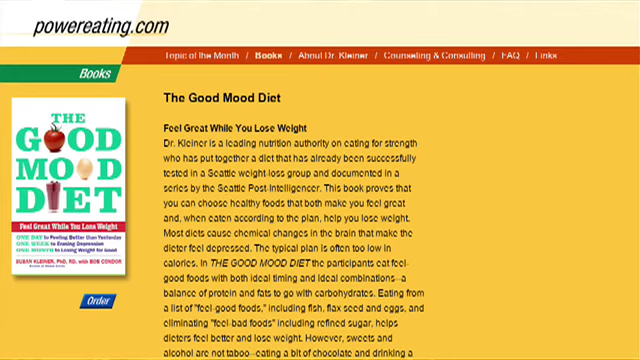 powereating.com
Topic of the Month / Books / About Dr. Kleiner / Counseling & Consulting / FAQ / Links
Books
THE
GOOD
MOOD
DIET
Feel Great While You Lose Weight
ONE DAY to Feeling Better Than Yesterday
ONE WEEK to Erasing Depression
ONE MONTH to Losing Weight for Good
SUSAN KLEINER, PhD, RD, WITH BOB CONDOR
Order
The Good Mood Diet
Feel Great While You Lose Weight
Dr. Kleiner is a leading nutrition authority on eating for strength
who has put together a diet that has already been successfully
tested in a Seattle weight-loss group and documented in a
series by the Seattle Post-Intelligencer. This book proves that
you can choose healthy foods that both make you feel great
and, when eaten according to the plan, help you lose weight.
Most diets cause chemical changes in the brain that make the
dieter feel depressed. The typical plan is often too low in
calories. In THE GOOD MOOD DIET the participants eat feel-
good foods with both ideal timing and ideal combinations--a
balance of protein and fats to go with carbohydrates. Eating from
a list of "feel-good foods," including fish, flax seed and eggs, and
eliminating "feel-bad foods" including refined sugar, helps
dieters feel better and lose weight. However, sweets and
alcohol are not taboo--eating a bit of chocolate and drinking a